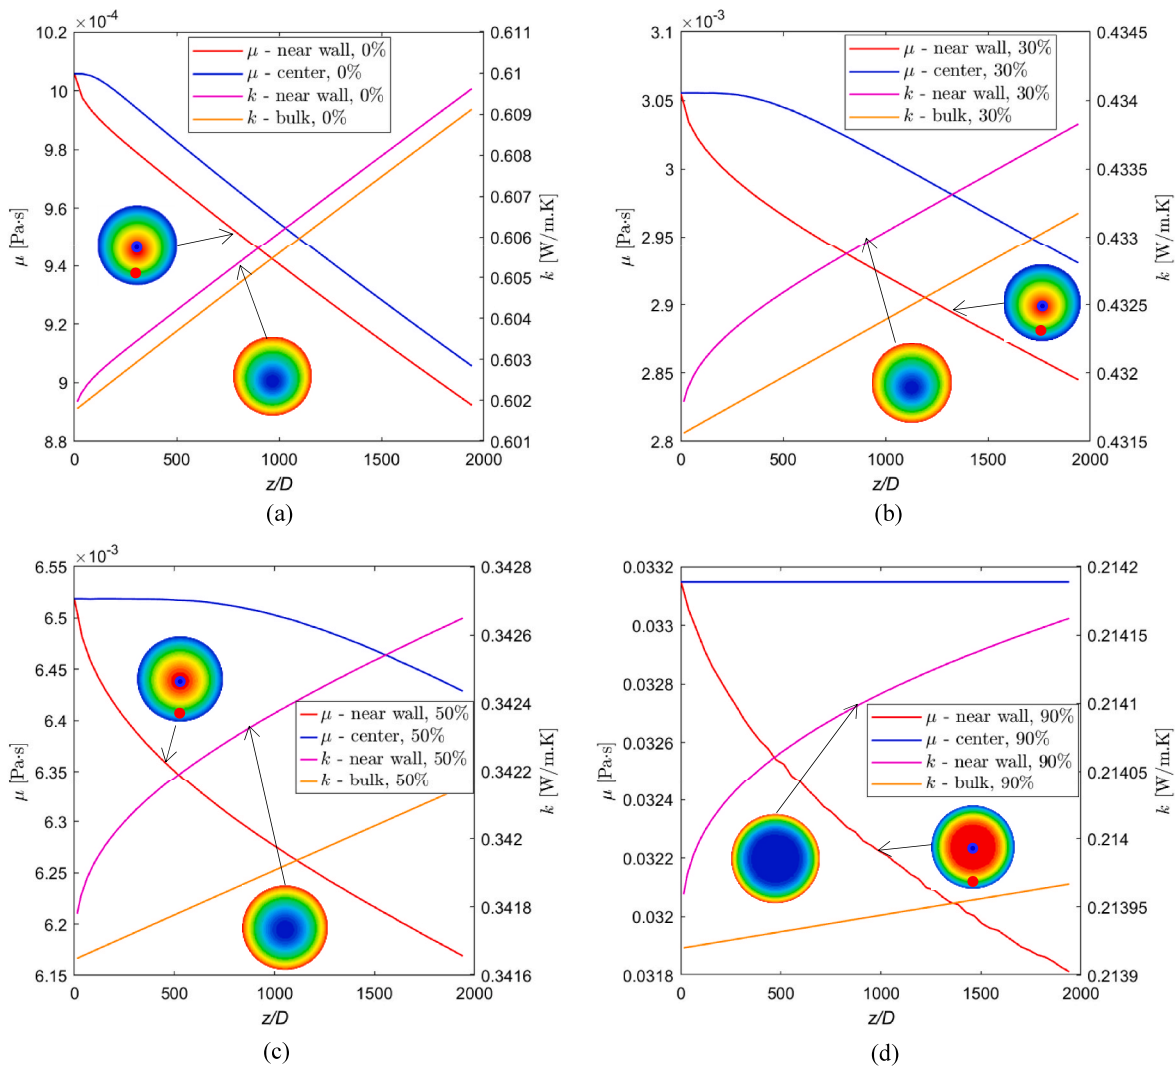 (a)
×10⁻⁴
10.2
10
9.8
9.6
9.4
9.2
9
8.8
μ [Pa·s]
0.611
0.610
0.609
0.608
0.607
0.606
0.605
0.604
0.603
0.602
0.601
k [W/m.K]
μ - near wall, 0%
μ - center, 0%
k - near wall, 0%
k - bulk, 0%
0 500 1000 1500 2000
z/D
(a)
(b)
×10⁻³
3.1
3.05
3
2.95
2.9
2.85
2.8
μ [Pa·s]
0.4345
0.434
0.4335
0.433
0.4325
0.432
0.4315
k [W/m.K]
μ - near wall, 30%
μ - center, 30%
k - near wall, 30%
k - bulk, 30%
0 500 1000 1500 2000
z/D
(b)
×10⁻³
6.55
6.5
6.45
6.4
6.35
6.3
6.25
6.2
6.15
μ [Pa·s]
0.3428
0.3426
0.3424
0.3422
0.342
0.3418
0.3416
k [W/m.K]
μ - near wall, 50%
μ - center, 50%
k - near wall, 50%
k - bulk, 50%
0 500 1000 1500 2000
z/D
(c)
0.0332
0.033
0.0328
0.0326
0.0324
0.0322
0.032
0.0318
μ [Pa·s]
0.2142
0.21415
0.2141
0.21405
0.214
0.21395
0.2139
k [W/m.K]
μ - near wall, 90%
μ - center, 90%
k - near wall, 90%
k - bulk, 90%
0 500 1000 1500 2000
z/D
(d)